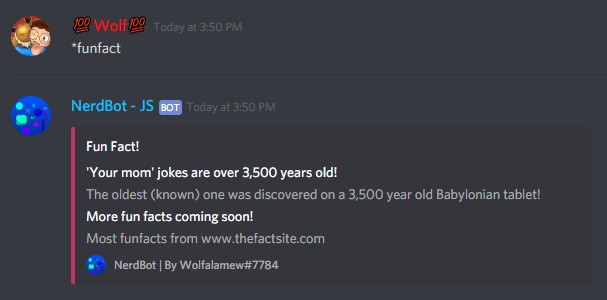 💯 Wolf 💯 Today at 3:50 PM
*funfact
NerdBot - JS BOT Today at 3:50 PM
Fun Fact!
'Your mom' jokes are over 3,500 years old!
The oldest (known) one was discovered on a 3,500 year old Babylonian tablet!
More fun facts coming soon!
Most funfacts from www.thefactsite.com
NerdBot | By Wolfalamew#7784